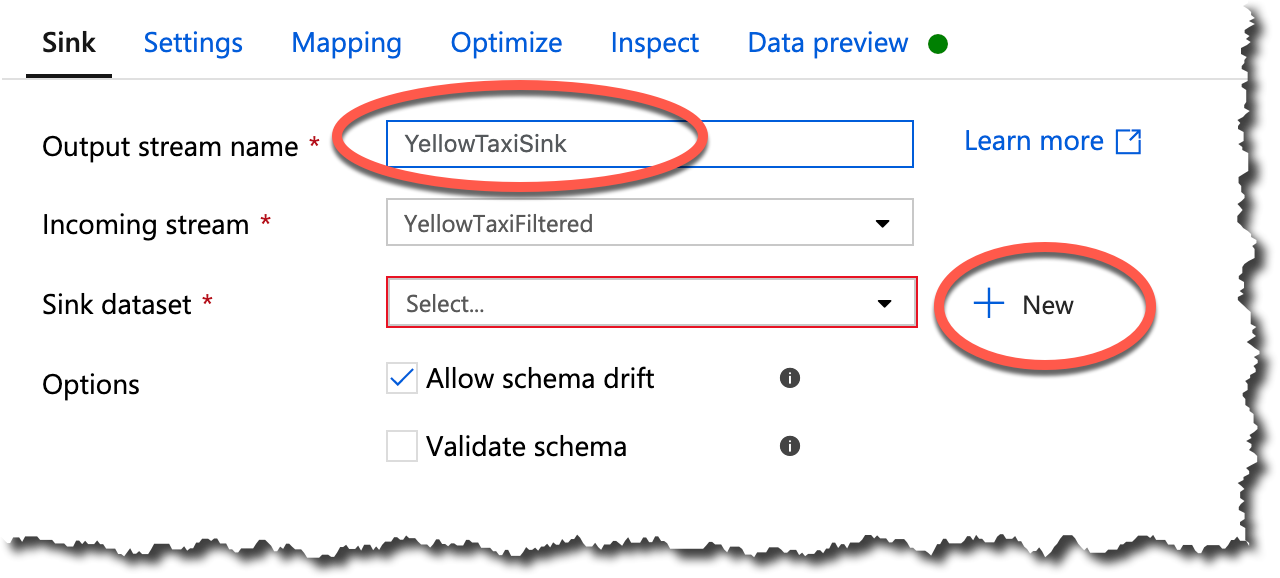 Sink Settings Mapping Optimize Inspect Data preview
Output stream name * YellowTaxiSink Learn more
Incoming stream * YellowTaxiFiltered
Sink dataset * Select... + New
Options Allow schema drift
Validate schema